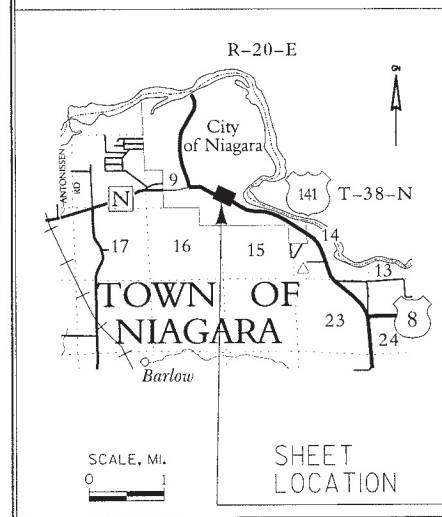 R-20-E
City
of Niagara
ANTONISSEN
RD
N
9
141
T-38-N
17
16
15
14
13
TOWN OF
NIAGARA
23
24
8
Barlow
SCALE, MI.
0 1
SHEET
LOCATION